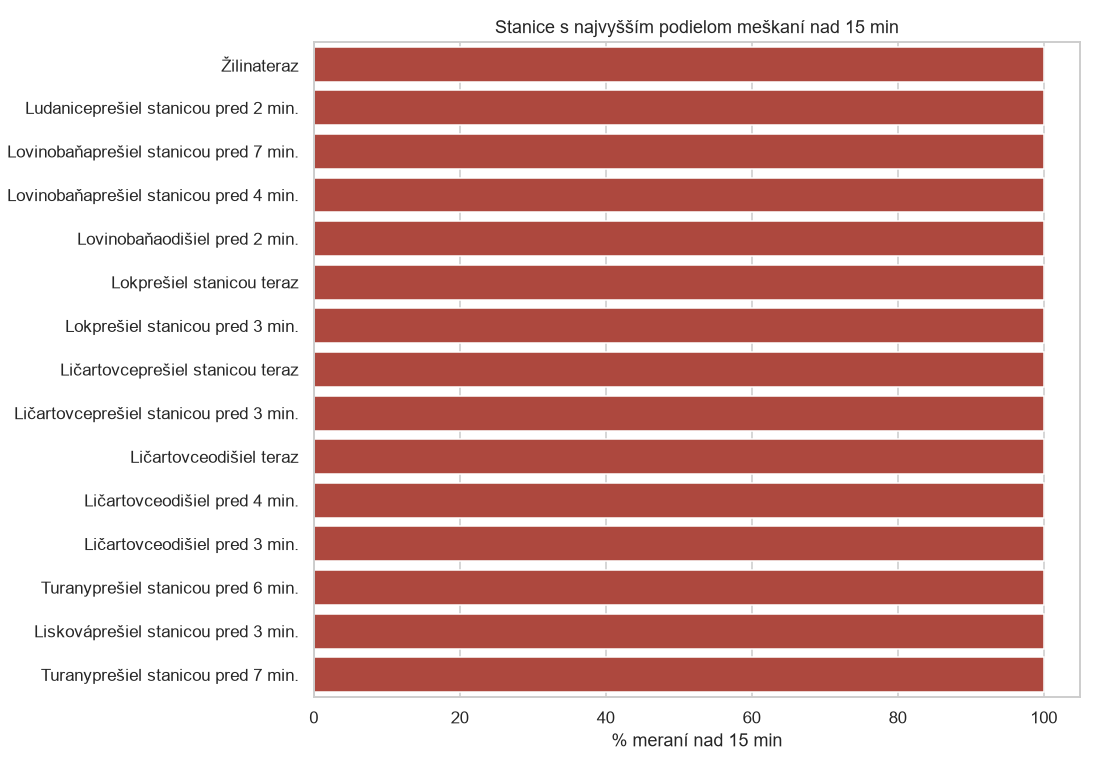 Stanice s najvyšším podielom meškaní nad 15 min
Žilinateraz
Ludaniceprešiel stanicou pred 2 min.
Lovinobaňaprešiel stanicou pred 7 min.
Lovinobaňaprešiel stanicou pred 4 min.
Lovinobaňaodišiel pred 2 min.
Lokprešiel stanicou teraz
Lokprešiel stanicou pred 3 min.
Ličartovceprešiel stanicou teraz
Ličartovceprešiel stanicou pred 3 min.
Ličartovceodišiel teraz
Ličartovceodišiel pred 4 min.
Ličartovceodišiel pred 3 min.
Turanyprešiel stanicou pred 6 min.
Liskováprešiel stanicou pred 3 min.
Turanyprešiel stanicou pred 7 min.
0 20 40 60 80 100
% meraní nad 15 min